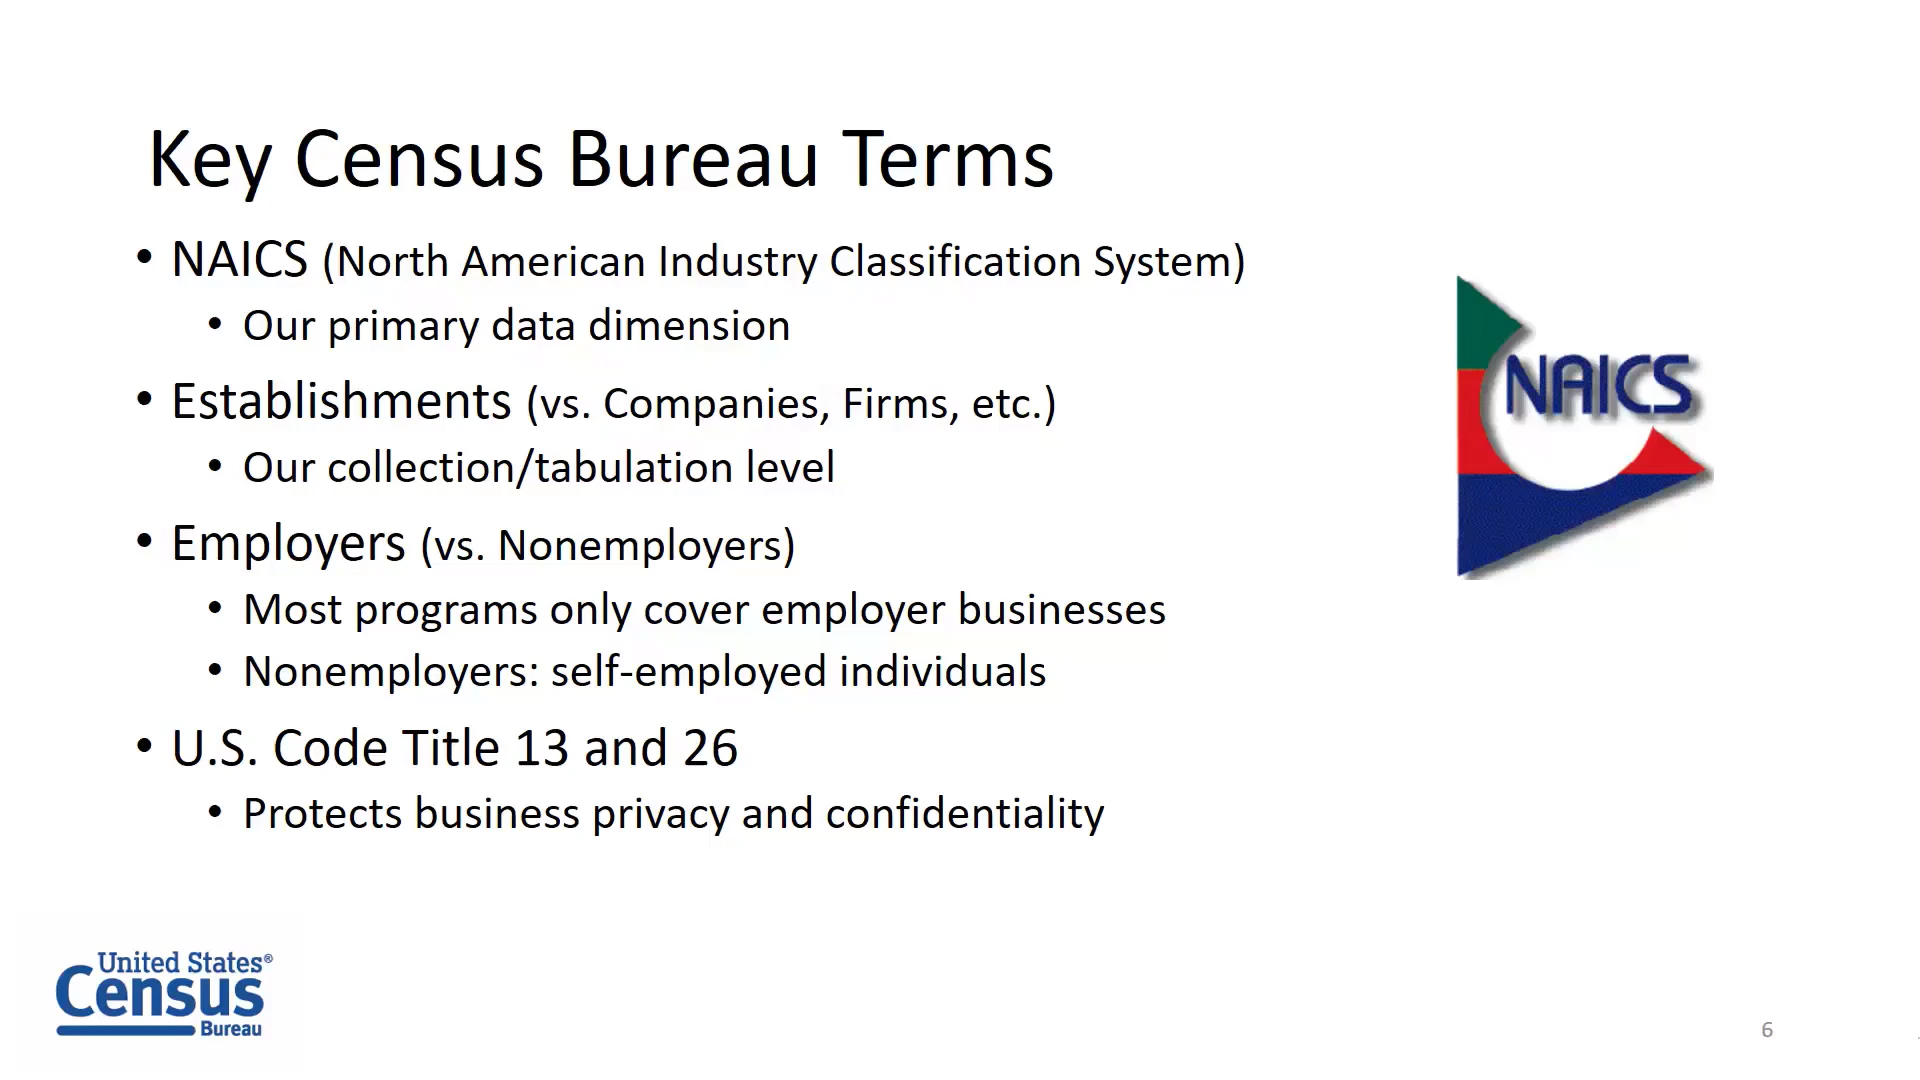 Key Census Bureau Terms
• NAICS (North American Industry Classification System)
• Our primary data dimension
• Establishments (vs. Companies, Firms, etc.)
• Our collection/tabulation level
• Employers (vs. Nonemployers)
• Most programs only cover employer businesses
• Nonemployers: self-employed individuals
• U.S. Code Title 13 and 26
• Protects business privacy and confidentiality
NAICS
United States®
Census
Bureau
6